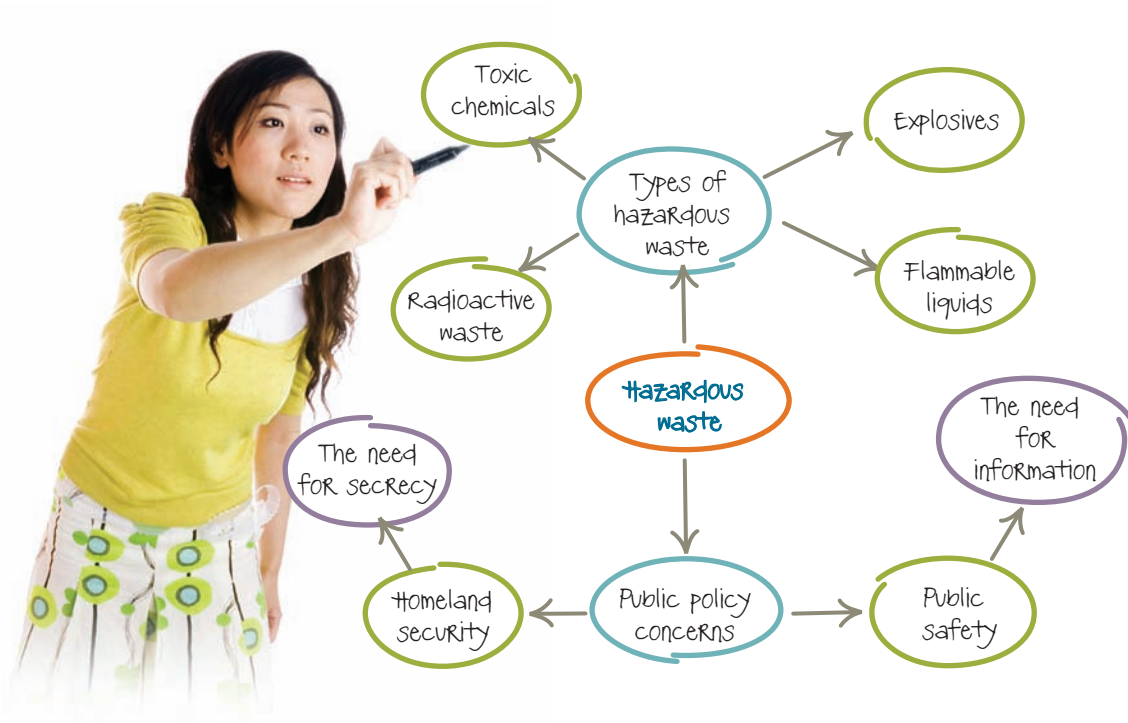 Toxic
chemicals
Explosives
Types of
hazardous
waste
Radioactive
waste
Flammable
liquids
Hazardous
waste
The need
for secrecy
The need
for
information
Homeland
security
Public policy
concerns
Public
safety